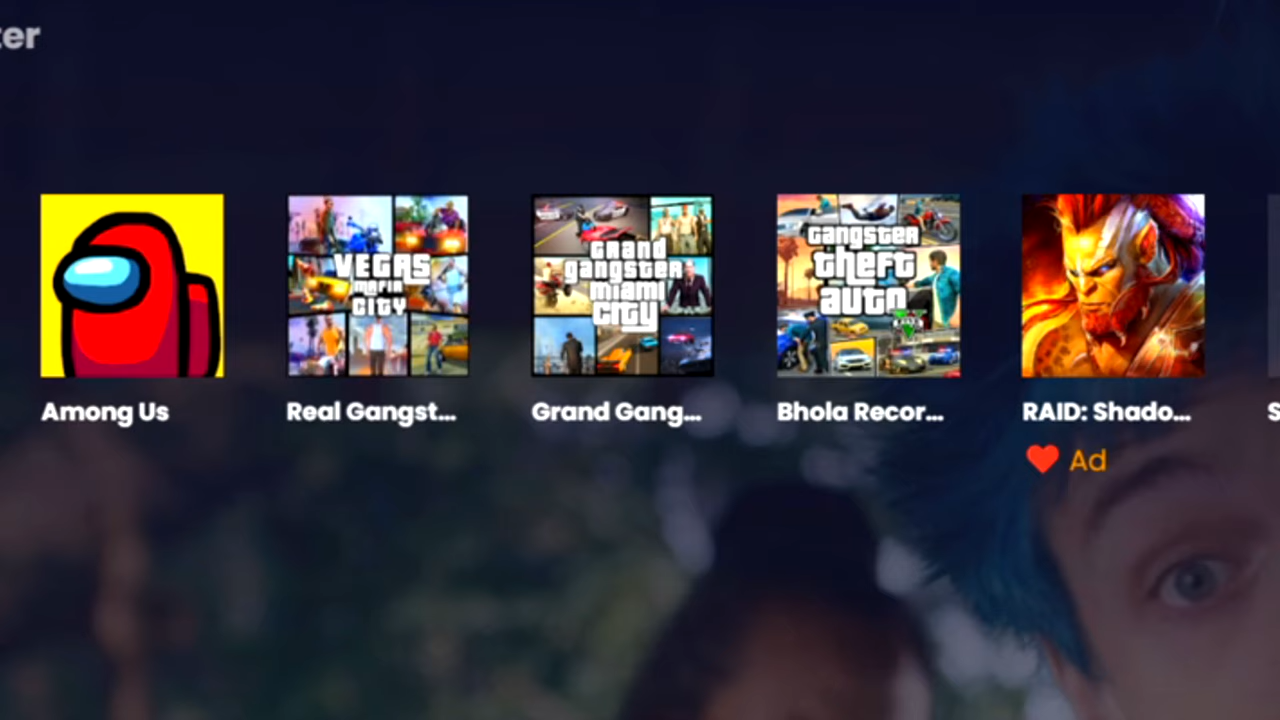 ter
VEGAS
MAFIA
CITY
GRAND
gangster
miami
city
gangster
theft
auto
V
Among Us
Real Gangst...
Grand Gang...
Bhola Recor...
RAID: Shado...
S
Ad